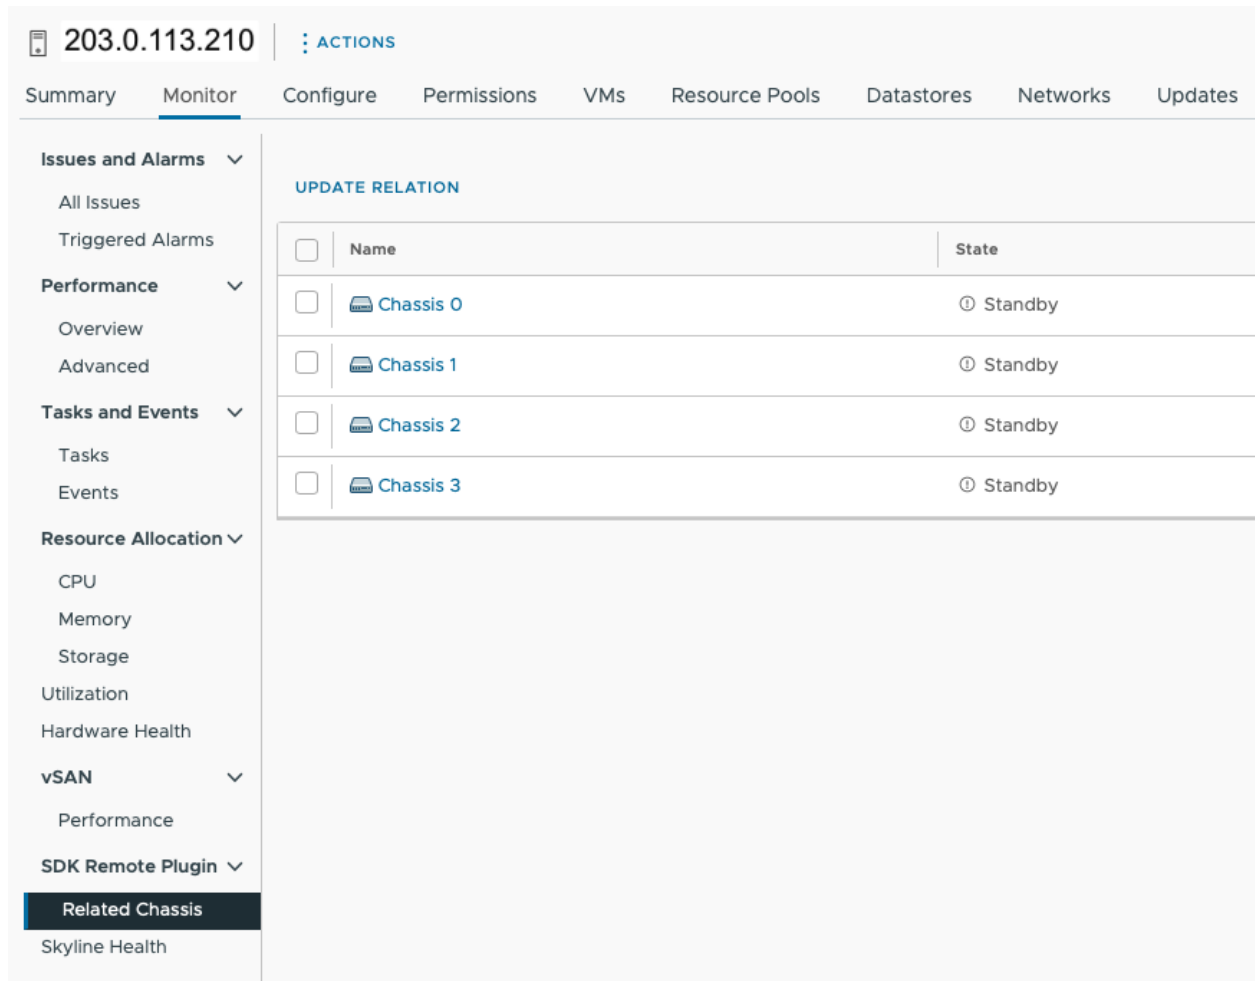 203.0.113.210
ACTIONS
Summary Monitor Configure Permissions VMs Resource Pools Datastores Networks Updates
Issues and Alarms
All Issues
Triggered Alarms
Performance
Overview
Advanced
Tasks and Events
Tasks
Events
Resource Allocation
CPU
Memory
Storage
Utilization
Hardware Health
vSAN
Performance
SDK Remote Plugin
Related Chassis
Skyline Health
UPDATE RELATION
Name State
Chassis 0 Standby
Chassis 1 Standby
Chassis 2 Standby
Chassis 3 Standby